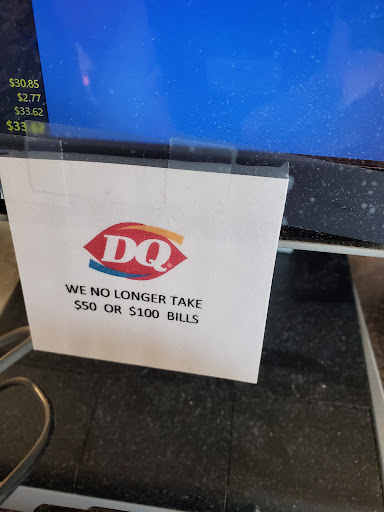 $30.85
$2.77
$33.62
DQ
WE NO LONGER TAKE
$50 OR $100 BILLS